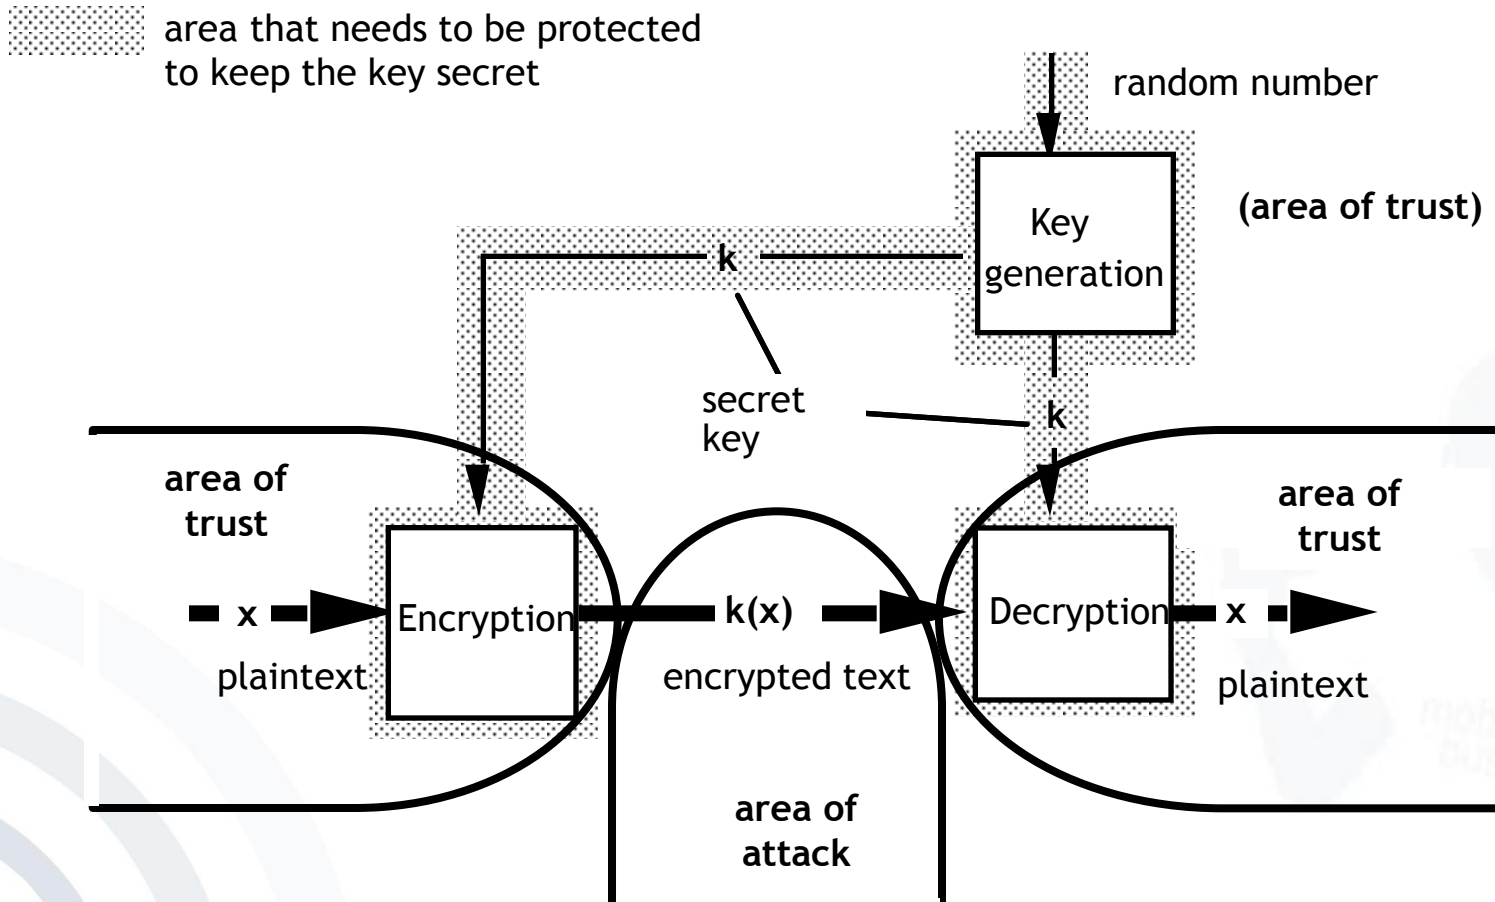 area that needs to be protected
to keep the key secret
random number
(area of trust)
Key
generation
k
secret
key
k
area of
trust
area of
trust
x
Encryption
k(x)
Decryption
x
plaintext
encrypted text
plaintext
area of
attack